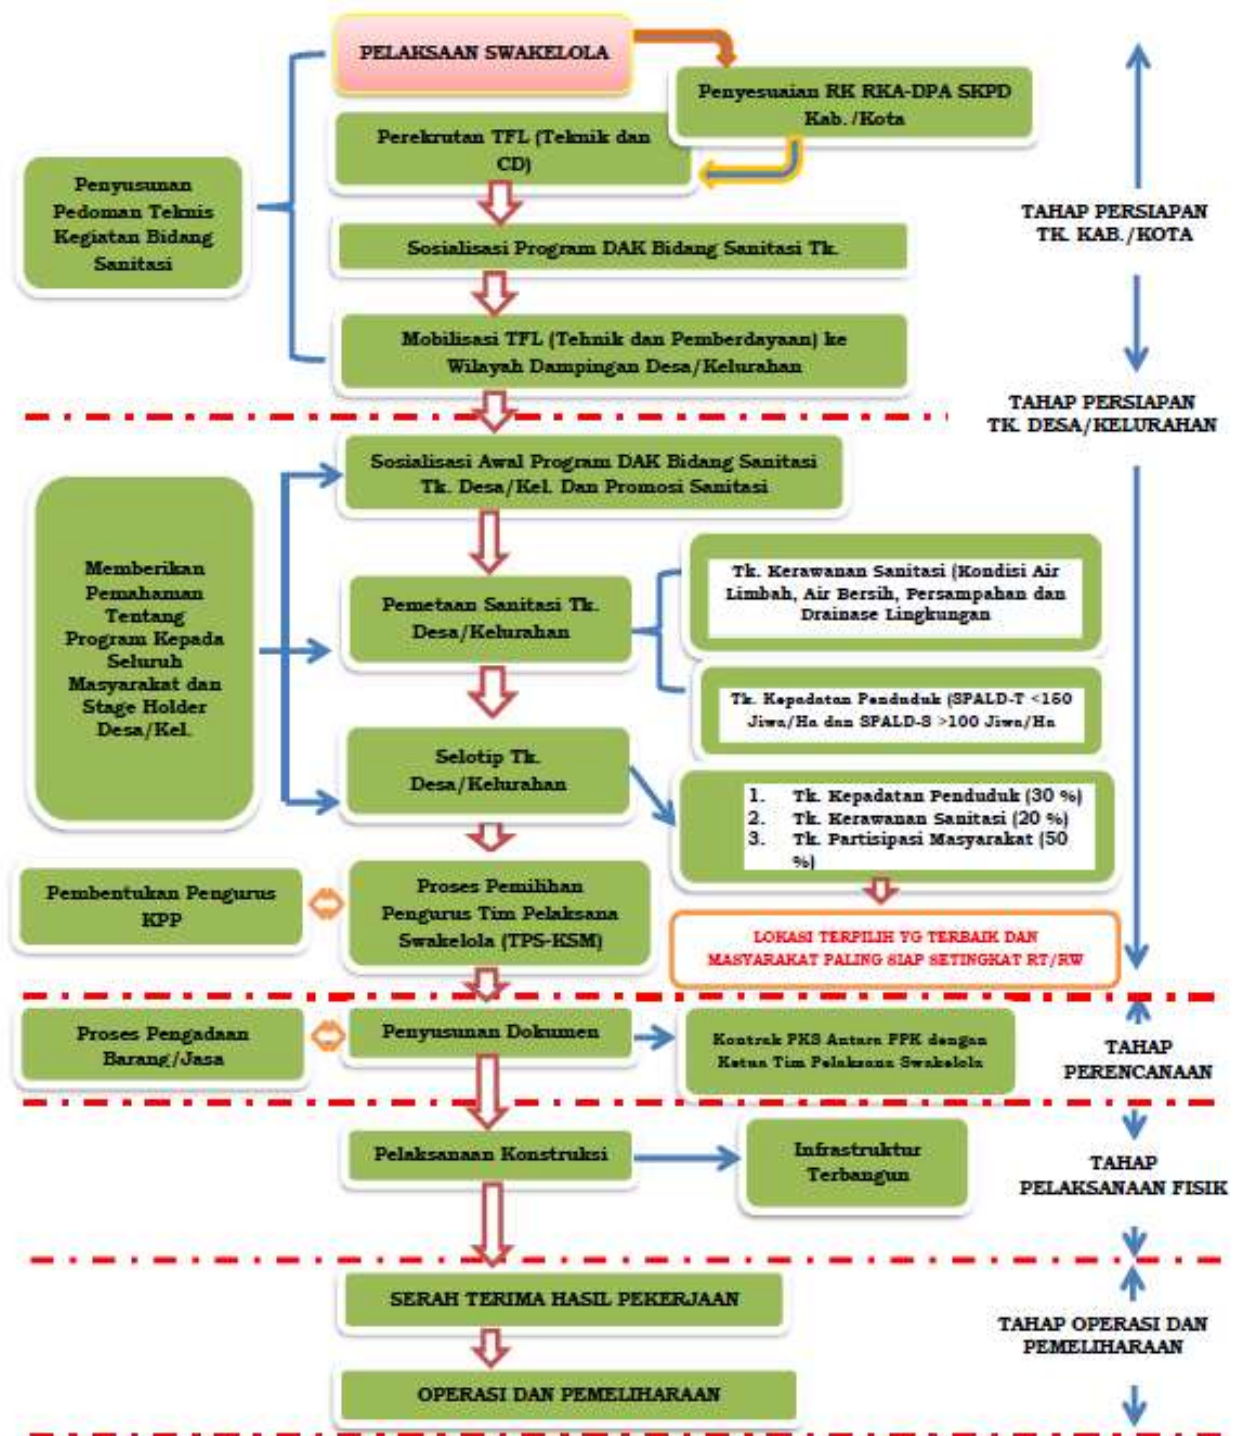 PELAKSAAN SWAKELOLA
Penyesuaian RK RKA-DPA SKPD
Kab./Kota
Perekrutan TFL (Teknik dan
CD)
Penyusunan
Pedoman Teknis
Kegiatan Bidang
Sanitasi
Sosialisasi Program DAK Bidang Sanitasi Tk.
Mobilisasi TFL (Tehnik dan Pemberdayaan) ke
Wilayah Dampingan Desa/Kelurahan
TAHAP PERSIAPAN
TK. KAB./KOTA
TAHAP PERSIAPAN
TK. DESA/KELURAHAN
Sosialisasi Awal Program DAK Bidang Sanitasi
Tk. Desa/Kel. Dan Promosi Sanitasi
Memberikan
Pemahaman
Tentang
Program Kepada
Seluruh
Masyarakat dan
Stage Holder
Desa/Kel.
Pemetaan Sanitasi Tk.
Desa/Kelurahan
Tk. Kerawanan Sanitasi (Kondisi Air
Limbah, Air Bersih, Persampahan dan
Drainase Lingkungan
Tk. Kepadatan Penduduk (SPALD-T <150
Jiwa/Ha dan SPALD-S >100 Jiwa/Ha
Selotip Tk.
Desa/Kelurahan
1. Tk. Kepadatan Penduduk (30 %)
2. Tk. Kerawanan Sanitasi (20 %)
3. Tk. Partisipasi Masyarakat (50
%)
Pembentukan Pengurus
KPP
Proses Pemilihan
Pengurus Tim Pelaksana
Swakelola (TPS-KSM)
LOKASI TERPILIH YG TERBAIK DAN
MASYARAKAT PALING SIAP SETINGKAT RT/RW
Proses Pengadaan
Barang/Jasa
Penyusunan Dokumen
Kontrak PKS Antara PPK dengan
Ketua Tim Pelaksana Swakelola
TAHAP
PERENCANAAN
Pelaksanaan Konstruksi
Infrastruktur
Terbangun
TAHAP
PELAKSANAAN FISIK
SERAH TERIMA HASIL PEKERJAAN
OPERASI DAN PEMELIHARAAN
TAHAP OPERASI DAN
PEMELIHARAAN